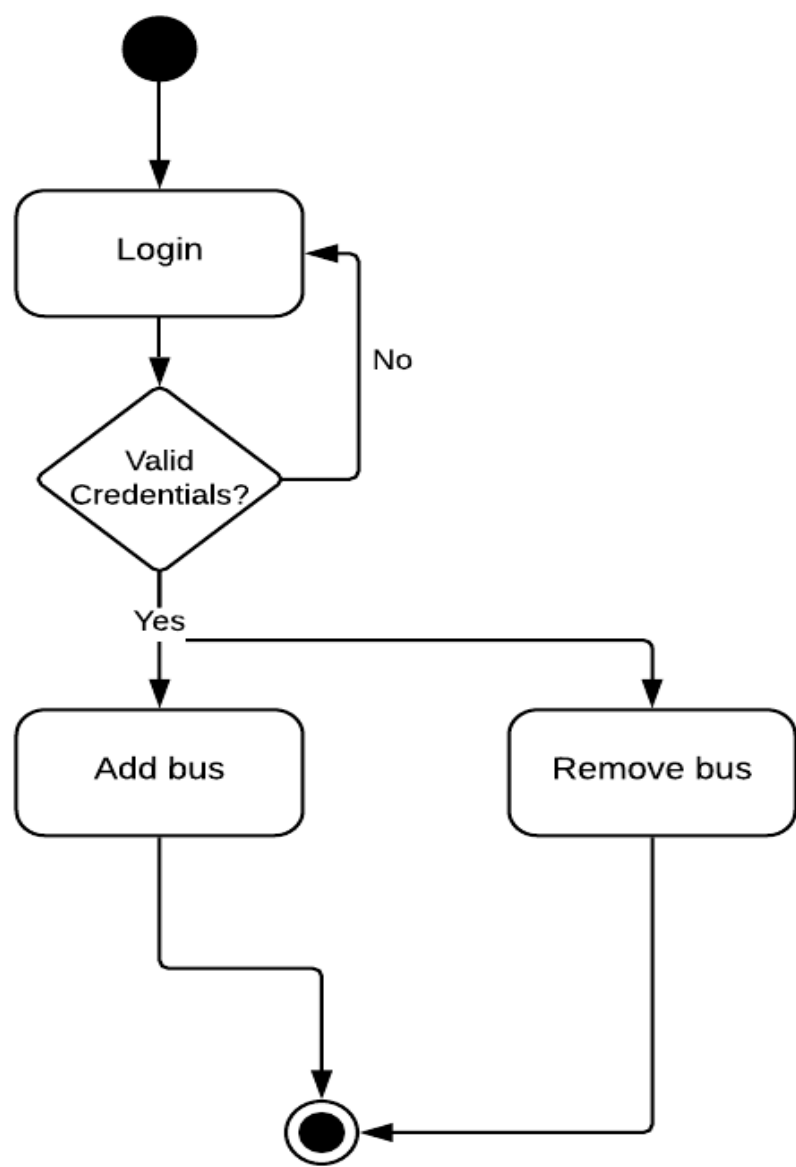 Login
No
Valid
Credentials?
Yes
Add bus
Remove bus